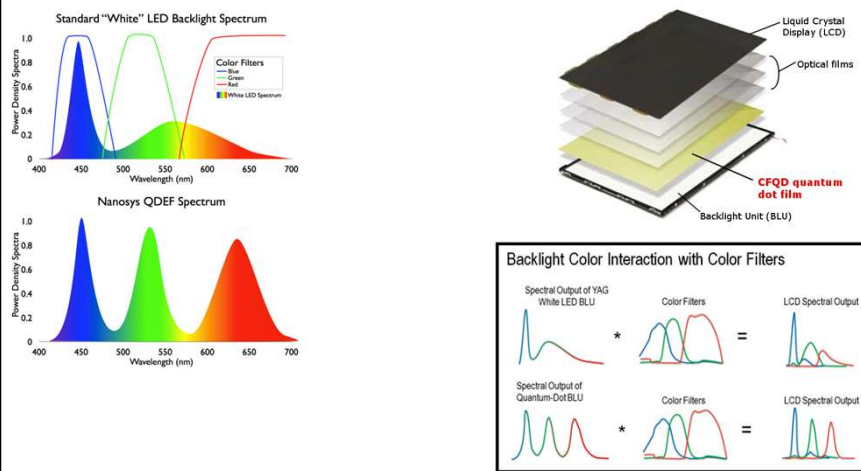 Standard “White” LED Backlight Spectrum
Power Density Spectra
1.0
0.8
0.6
0.4
0.2
0
Color Filters
Blue
Green
Red
White LED Spectrum
400 450 500 550 600 650 700
Wavelength (nm)
Nanosys QDEF Spectrum
Power Density Spectra
1.0
0.8
0.6
0.4
0.2
0
400 450 500 550 600 650 700
Wavelength (nm)
Liquid Crystal
Display (LCD)
Optical films
CFQD quantum
dot film
Backlight Unit (BLU)
Backlight Color Interaction with Color Filters
Spectral Output of YAG
White LED BLU
*
Color Filters
=
LCD Spectral Output
Spectral Output of
Quantum-Dot BLU
*
Color Filters
=
LCD Spectral Output